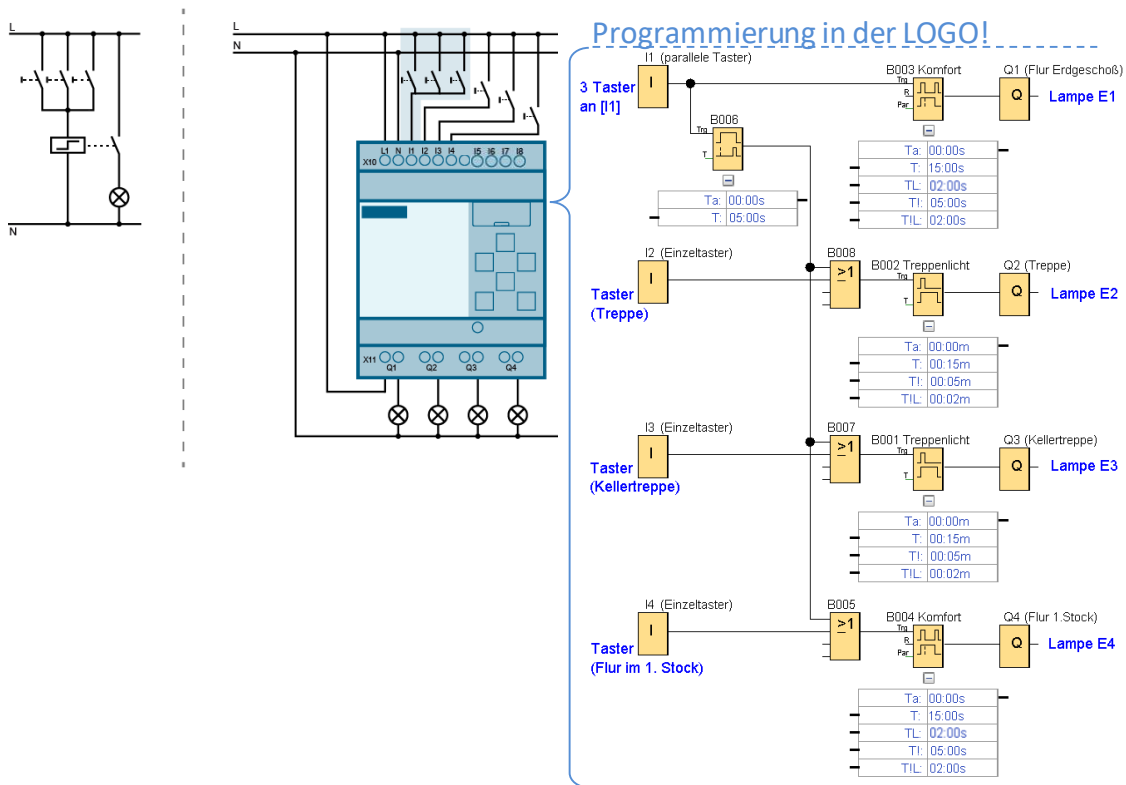 Programmierung in der LOGO!
L
N
L
N
L1 N I1 I2 I3 I4 I5 I6 I7 I8
X10
X11
Q1 Q2 Q3 Q4
I1 (parallele Taster)
I
3 Taster
an [I1]
B003 Komfort
Trg
R
Par
Q1 (Flur Erdgeschoß)
Q
Lampe E1
B006
Trg
T
Ta: 00:00s
T: 05:00s
Ta: 00:00s
T: 15:00s
TL: 02:00s
T!: 05:00s
T!L: 02:00s
I2 (Einzeltaster)
I
Taster
(Treppe)
B008
≥1
B002 Treppenlicht
Trg
T
Q2 (Treppe)
Q
Lampe E2
Ta: 00:00m
T: 00:15m
T!: 00:05m
T!L: 00:02m
I3 (Einzeltaster)
I
Taster
(Kellertreppe)
B007
≥1
B001 Treppenlicht
Trg
T
Q3 (Kellertreppe)
Q
Lampe E3
Ta: 00:00m
T: 00:15m
T!: 00:05m
T!L: 00:02m
I4 (Einzeltaster)
I
Taster
(Flur im 1. Stock)
B005
≥1
B004 Komfort
Trg
R
Par
Q4 (Flur 1.Stock)
Q
Lampe E4
Ta: 00:00s
T: 15:00s
TL: 02:00s
T!: 05:00s
T!L: 02:00s